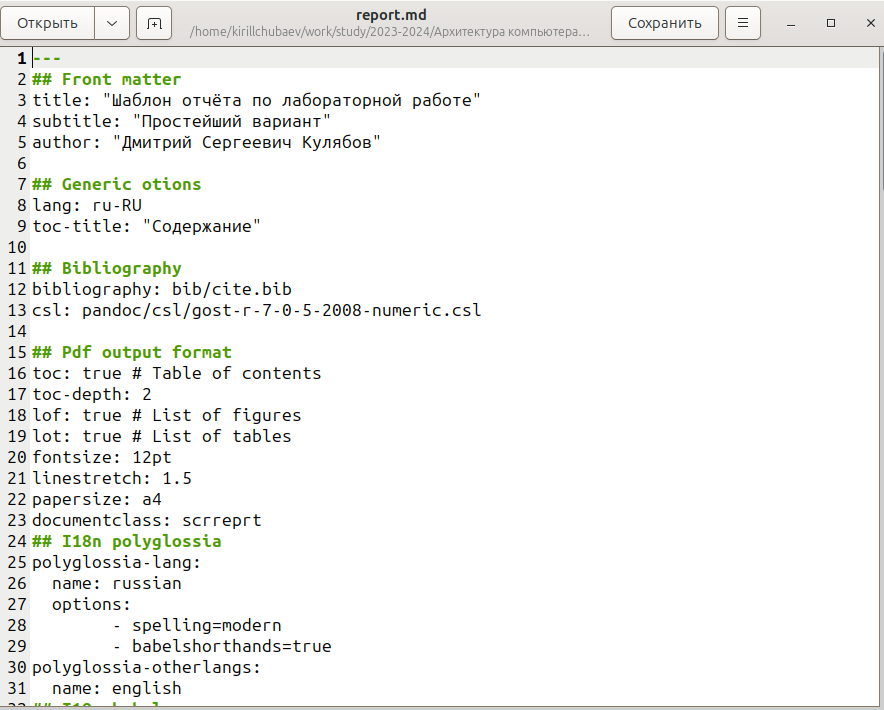 Открыть
report.md
/home/kirillchubaev/work/study/2023-2024/Архитектура компьютера…
Сохранить
1 ---
2 ## Front matter
3 title: "Шаблон отчёта по лабораторной работе"
4 subtitle: "Простейший вариант"
5 author: "Дмитрий Сергеевич Кулябов"
6
7 ## Generic otions
8 lang: ru-RU
9 toc-title: "Содержание"
10
11 ## Bibliography
12 bibliography: bib/cite.bib
13 csl: pandoc/csl/gost-r-7-0-5-2008-numeric.csl
14
15 ## Pdf output format
16 toc: true # Table of contents
17 toc-depth: 2
18 lof: true # List of figures
19 lot: true # List of tables
20 fontsize: 12pt
21 linestretch: 1.5
22 papersize: a4
23 documentclass: scrreprt
24 ## I18n polyglossia
25 polyglossia-lang:
26   name: russian
27   options:
28         - spelling=modern
29         - babelshorthands=true
30 polyglossia-otherlangs:
31   name: english